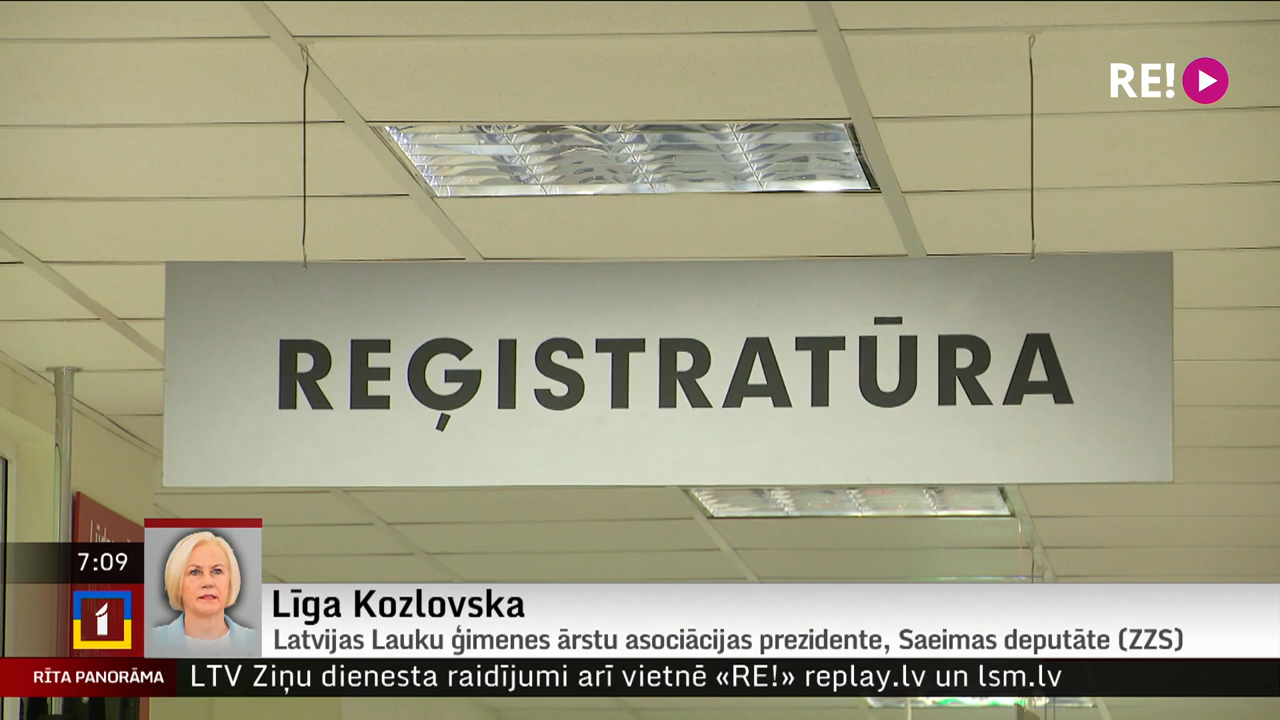 RE!
REĢISTRATŪRA
7:09
1
Līga Kozlovska
Latvijas Lauku ģimenes ārstu asociācijas prezidente, Saeimas deputāte (ZZS)
RĪTA PANORĀMA
LTV Ziņu dienesta raidījumi arī vietnē «RE!» replay.lv un lsm.lv